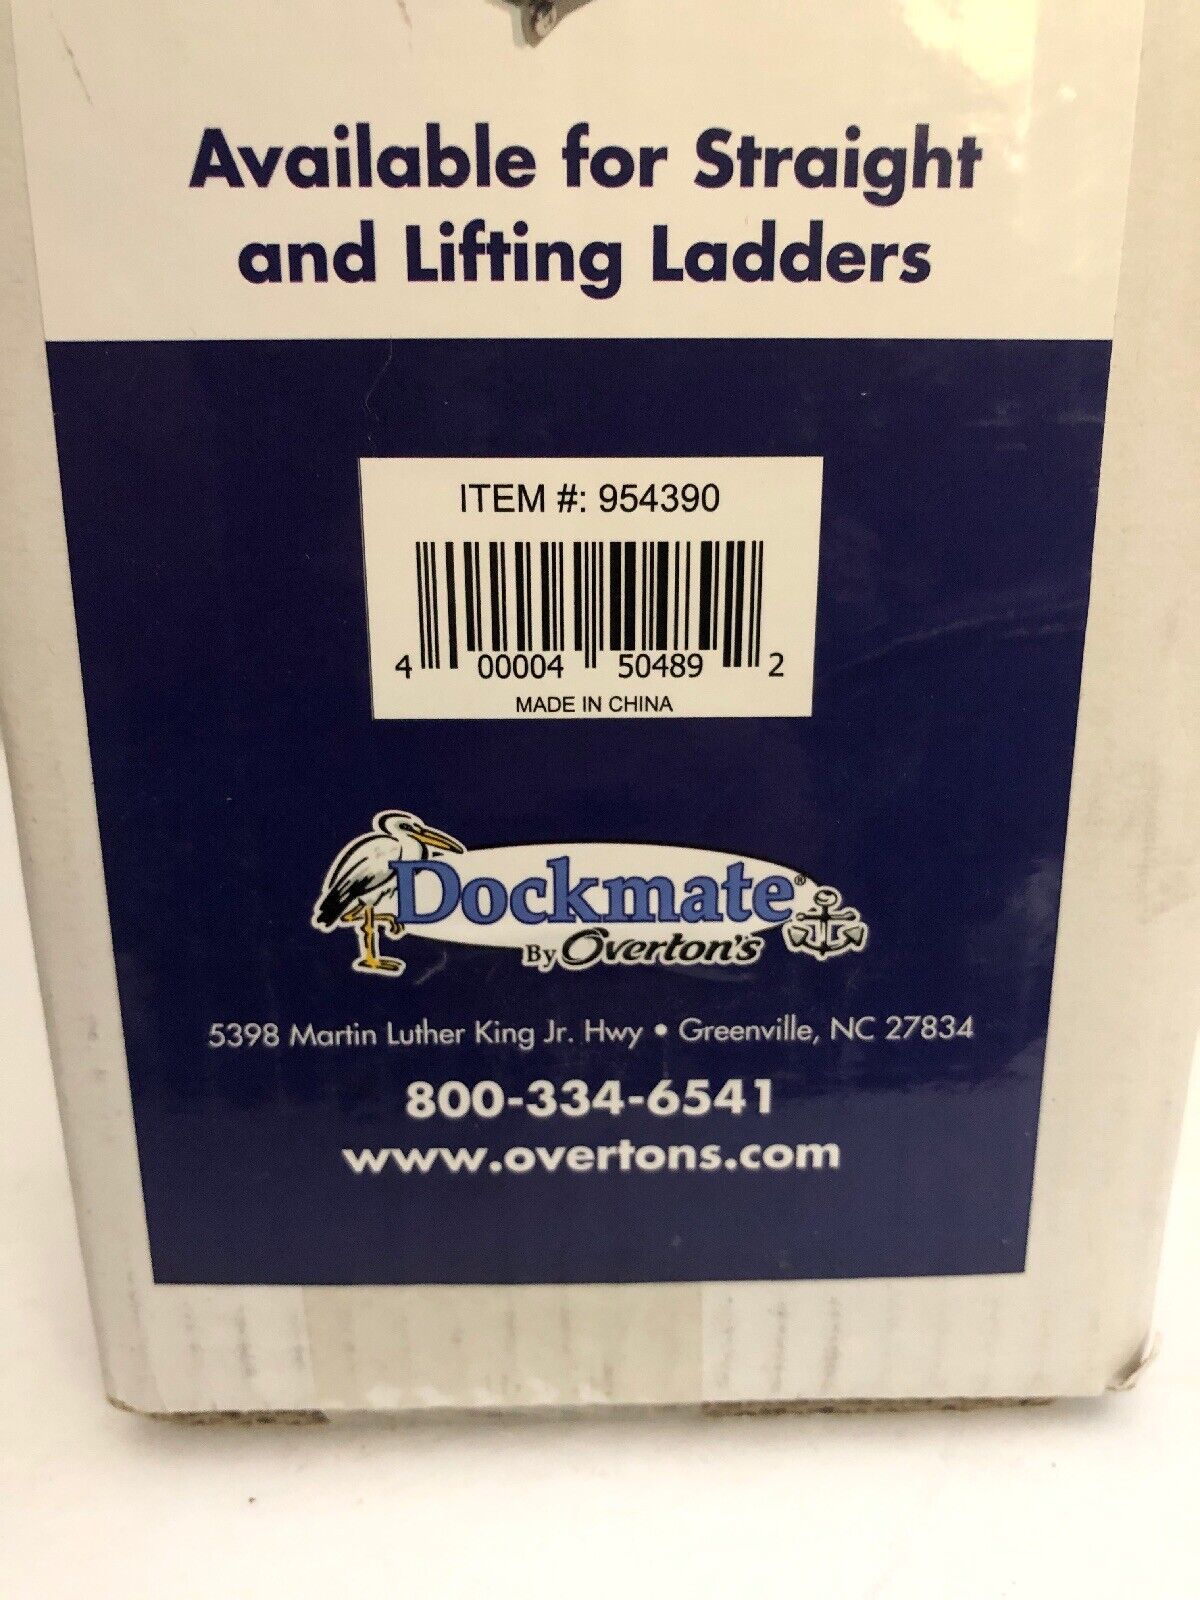 Available for Straight
and Lifting Ladders
ITEM #: 954390
4 00004 50489 2
MADE IN CHINA
Dockmate®
By Overton's
5398 Martin Luther King Jr. Hwy • Greenville, NC 27834
800-334-6541
www.overtons.com